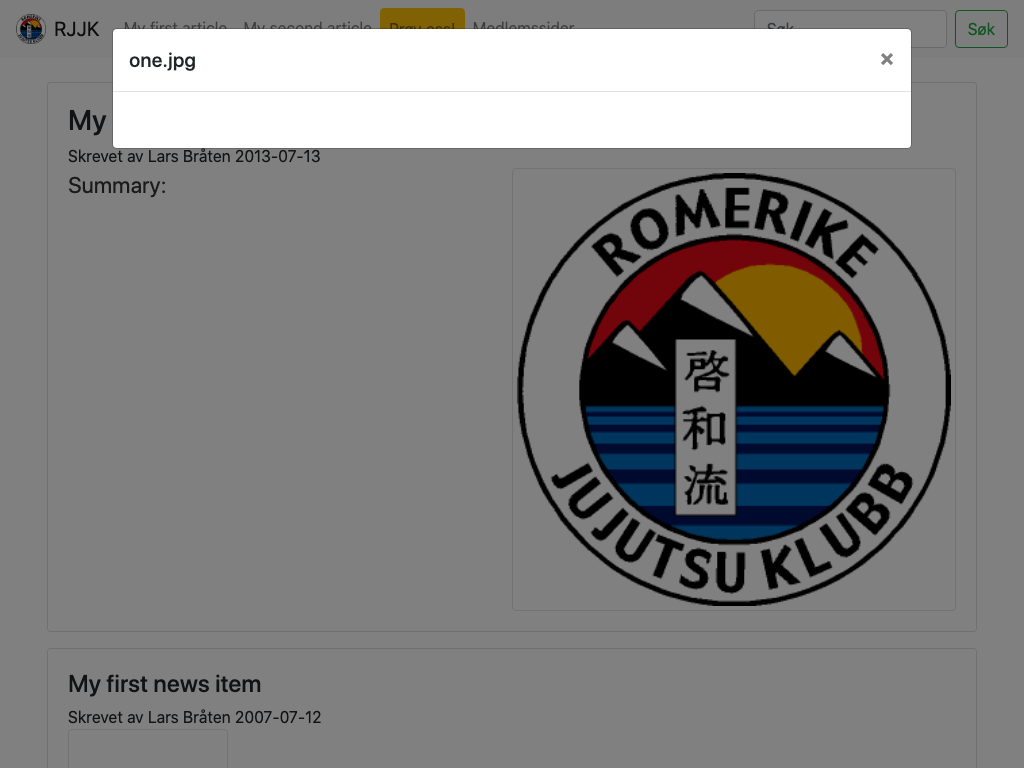 RJJK My first article My second article Prøv oss! Medlemssider Søk Søk
one.jpg ×
My
Skrevet av Lars Bråten 2013-07-13
Summary:
ROMERIKE
啓和流
JUJUTSU KLUBB
My first news item
Skrevet av Lars Bråten 2007-07-12